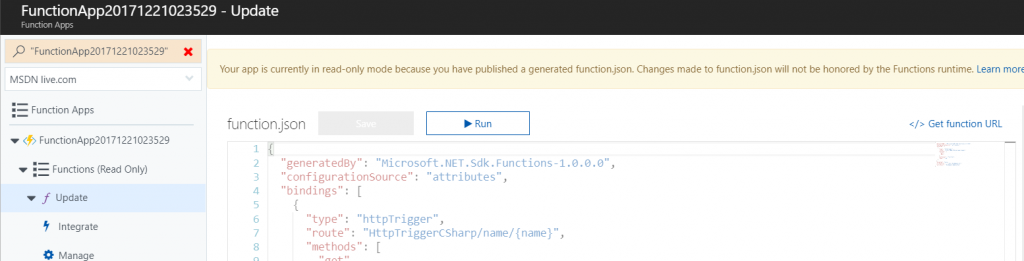 FunctionApp20171221023529 - Update
Function Apps
"FunctionApp20171221023529"
MSDN live.com
Function Apps
FunctionApp20171221023529
Functions (Read Only)
Update
Integrate
Manage
Your app is currently in read-only mode because you have published a generated function.json. Changes made to function.json will not be honored by the Functions runtime. Learn more
function.json
Save
Run
</> Get function URL
1 {
2 "generatedBy": "Microsoft.NET.Sdk.Functions-1.0.0.0",
3 "configurationSource": "attributes",
4 "bindings": [
5 {
6 "type": "httpTrigger",
7 "route": "HttpTriggerCSharp/name/{name}",
8 "methods": [
9 "get"